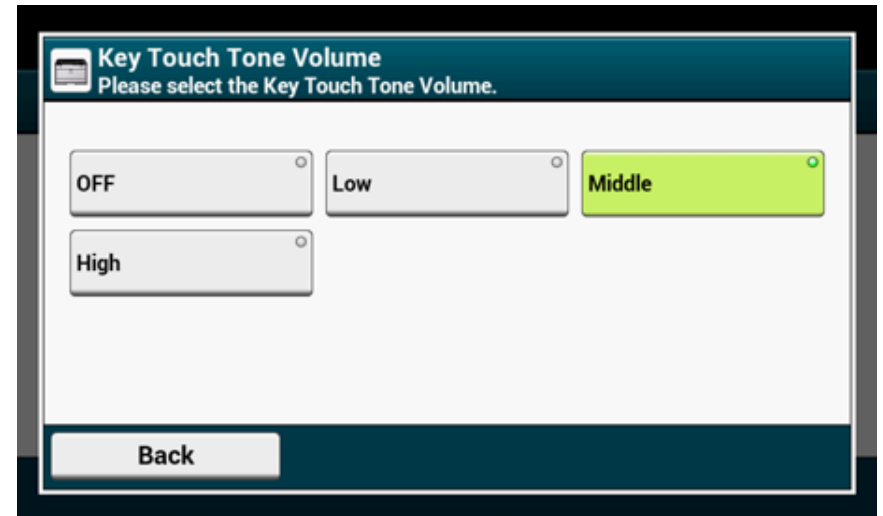 Key Touch Tone Volume
Please select the Key Touch Tone Volume.
OFF
Low
Middle
High
Back